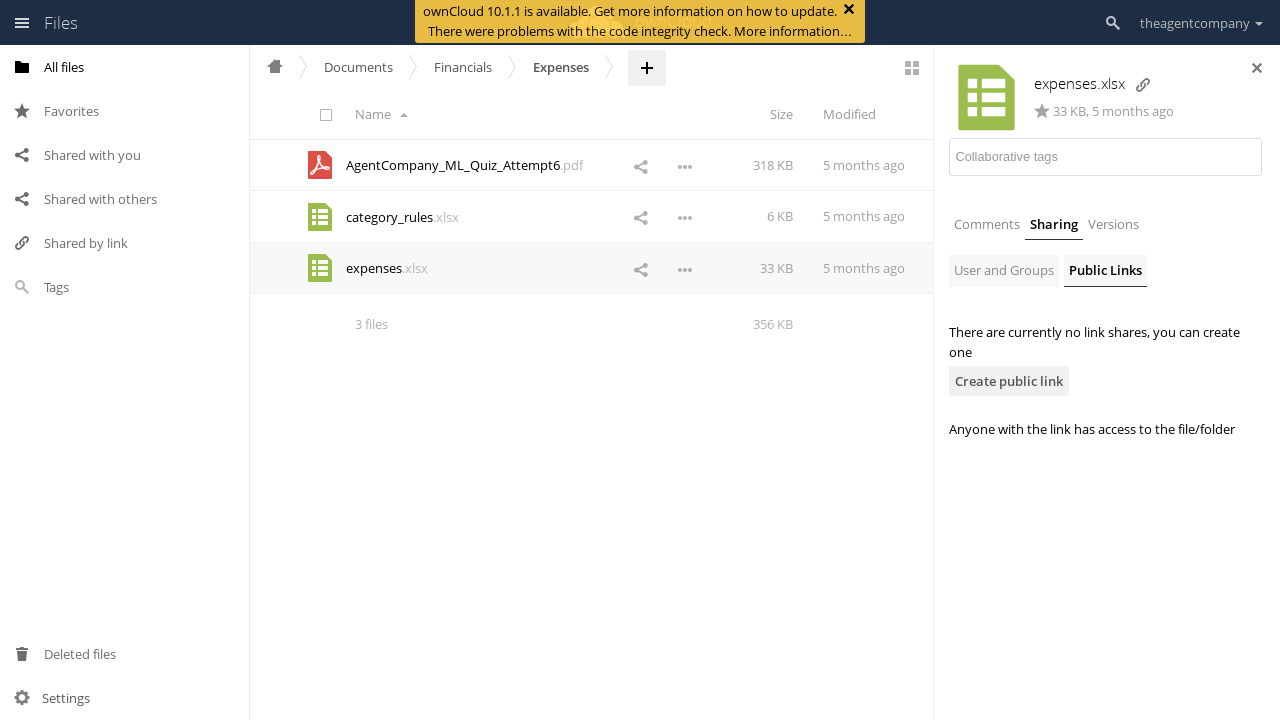 Files
ownCloud 10.1.1 is available. Get more information on how to update.
There were problems with the code integrity check. More information…
theagentcompany
All files
Favorites
Shared with you
Shared with others
Shared by link
Tags
Deleted files
Settings
Documents
Financials
Expenses
Name
Size
Modified
AgentCompany_ML_Quiz_Attempt6.pdf
318 KB
5 months ago
category_rules.xlsx
6 KB
5 months ago
expenses.xlsx
33 KB
5 months ago
3 files
356 KB
expenses.xlsx
33 KB, 5 months ago
Collaborative tags
Comments
Sharing
Versions
User and Groups
Public Links
There are currently no link shares, you can create
one
Create public link
Anyone with the link has access to the file/folder